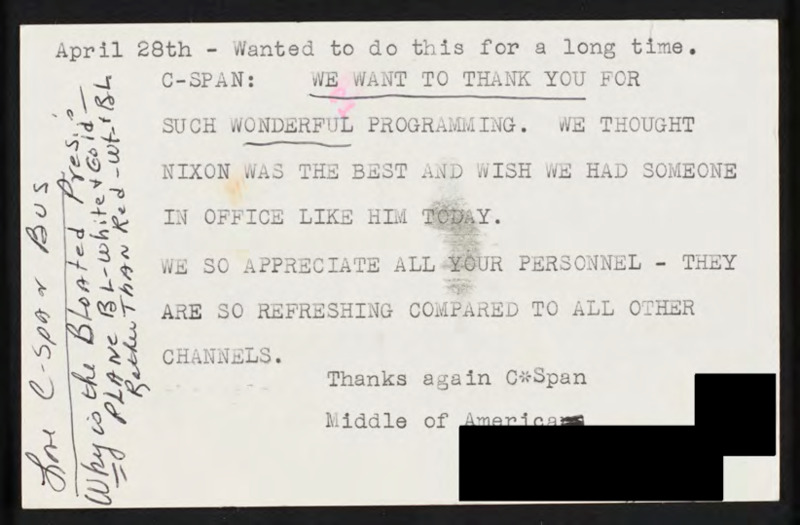 April 28th - Wanted to do this for a long time.
C-SPAN: WE WANT TO THANK YOU FOR
SUCH WONDERFUL PROGRAMMING. WE THOUGHT
NIXON WAS THE BEST AND WISH WE HAD SOMEONE
IN OFFICE LIKE HIM TODAY.
WE SO APPRECIATE ALL YOUR PERSONNEL - THEY
ARE SO REFRESHING COMPARED TO ALL OTHER
CHANNELS.
Thanks again C*Span
Middle of America
Love C-SPAN BUS
Why is the Bloated Pres.'s
PLANE BL-White & Gold -
Rather THAN Red-Wt-&BL